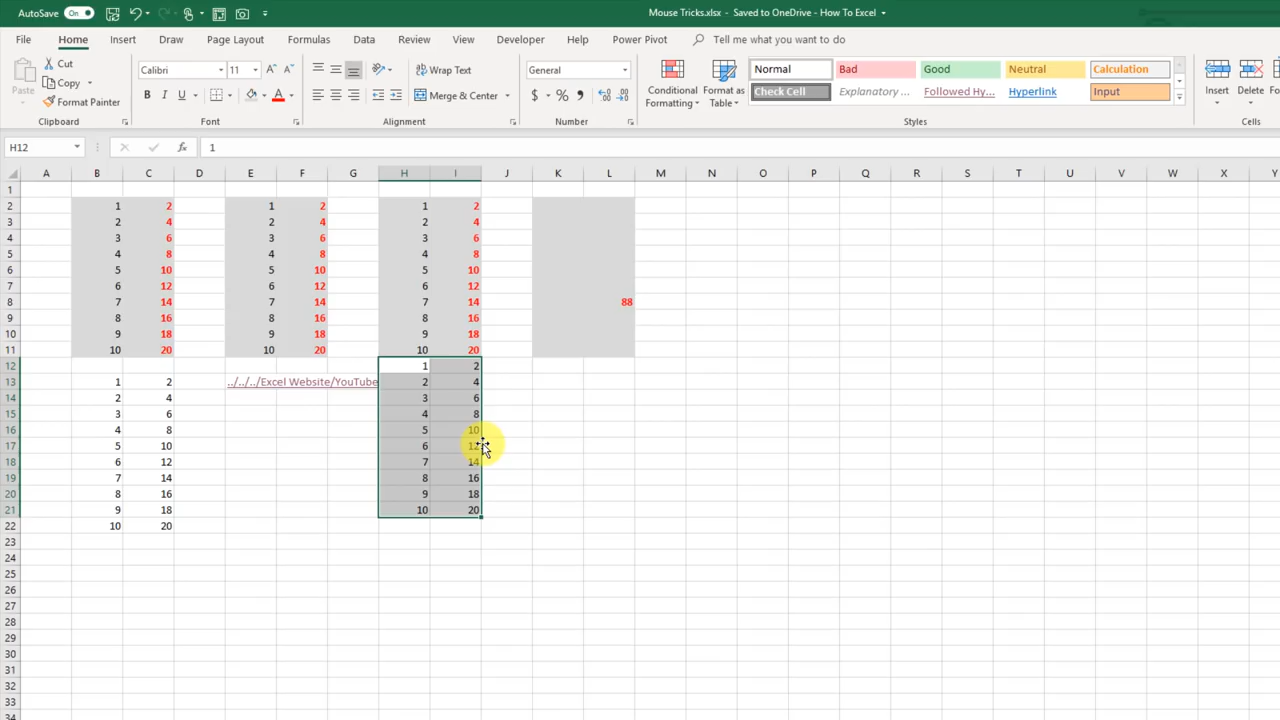 AutoSave On Mouse Tricks.xlsx - Saved to OneDrive - How To Excel
File Home Insert Draw Page Layout Formulas Data Review View Developer Help Power Pivot Tell me what you want to do
Paste Cut Copy Format Painter Clipboard
Calibri 11 A A B I U A Font
Wrap Text Merge & Center Alignment
General $ % Number
Conditional Formatting Format as Table
Normal Bad Good Neutral Calculation
Check Cell Explanatory ... Followed Hy... Hyperlink Input
Styles
Insert Delete Cells
H12 fx 1
A B C D E F G H I J K L M N O P Q R S T U V W X Y
1
2 1 2 1 2 1 2
3 2 4 2 4 2 4
4 3 6 3 6 3 6
5 4 8 4 8 4 8
6 5 10 5 10 5 10
7 6 12 6 12 6 12
8 7 14 7 14 7 14 88
9 8 16 8 16 8 16
10 9 18 9 18 9 18
11 10 20 10 20 10 20
12 1 2
13 1 2 ../../../Excel Website/YouTube 2 4
14 2 4 3 6
15 3 6 4 8
16 4 8 5 10
17 5 10 6 12
18 6 12 7 14
19 7 14 8 16
20 8 16 9 18
21 9 18 10 20
22 10 20
23
24
25
26
27
28
29
30
31
32
33
34